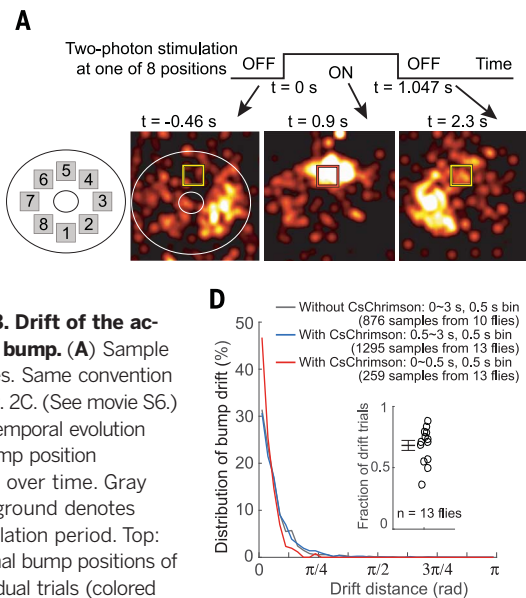 A
Two-photon stimulation
at one of 8 positions
OFF
ON
OFF
Time
t = 0 s
t = 1.047 s
t = -0.46 s
t = 0.9 s
t = 2.3 s
5
6
4
7
3
8
2
1
3. Drift of the ac-
bump. (A) Sample
es. Same convention
. 2C. (See movie S6.)
emporal evolution
mp position
over time. Gray
ground denotes
lation period. Top:
nal bump positions of
dual trials (colored
D
Without CsChrimson: 0~3 s, 0.5 s bin
(876 samples from 10 flies)
With CsChrimson: 0.5~3 s, 0.5 s bin
(1295 samples from 13 flies)
With CsChrimson: 0~0.5 s, 0.5 s bin
(259 samples from 13 flies)
Distribution of bump drift (%)
50
40
30
20
10
0
0
π/4
π/2
3π/4
π
Drift distance (rad)
Fraction of drift trials
1
0.5
0
n = 13 flies